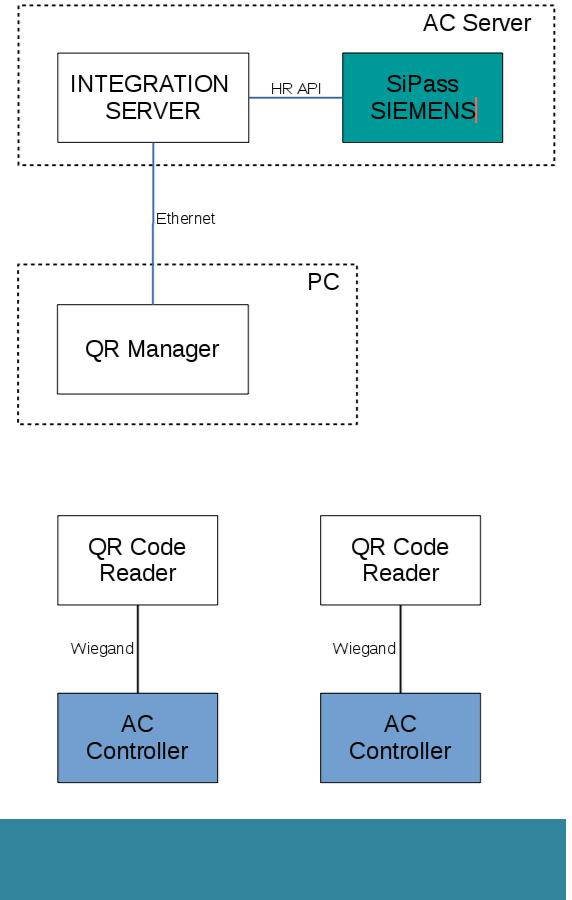 AC Server
INTEGRATION
SERVER
HR API
SiPass
SIEMENS
Ethernet
PC
QR Manager
QR Code
Reader
QR Code
Reader
Wiegand
Wiegand
AC
Controller
AC
Controller